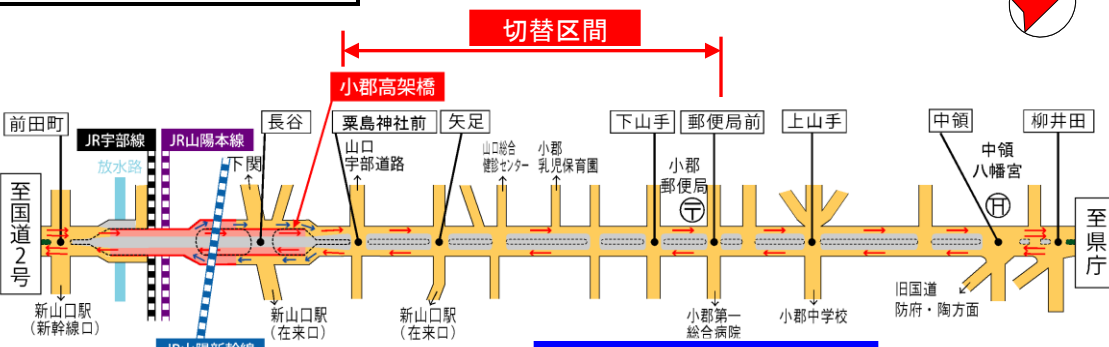 切替区間
小郡高架橋
前田町
JR宇部線
JR山陽本線
長谷
粟島神社前
矢足
下山手
郵便局前
上山手
中領
柳井田
放水路
下関
山口
宇部道路
山口総合
健診センター
小郡
乳児保育園
小郡
郵便局
中領
八幡宮
至国道2号
至県庁
新山口駅
(新幹線口)
新山口駅
(在来口)
新山口駅
(在来口)
小郡第一
総合病院
小郡中学校
旧国道
防府・陶方面
JR山陽新幹線